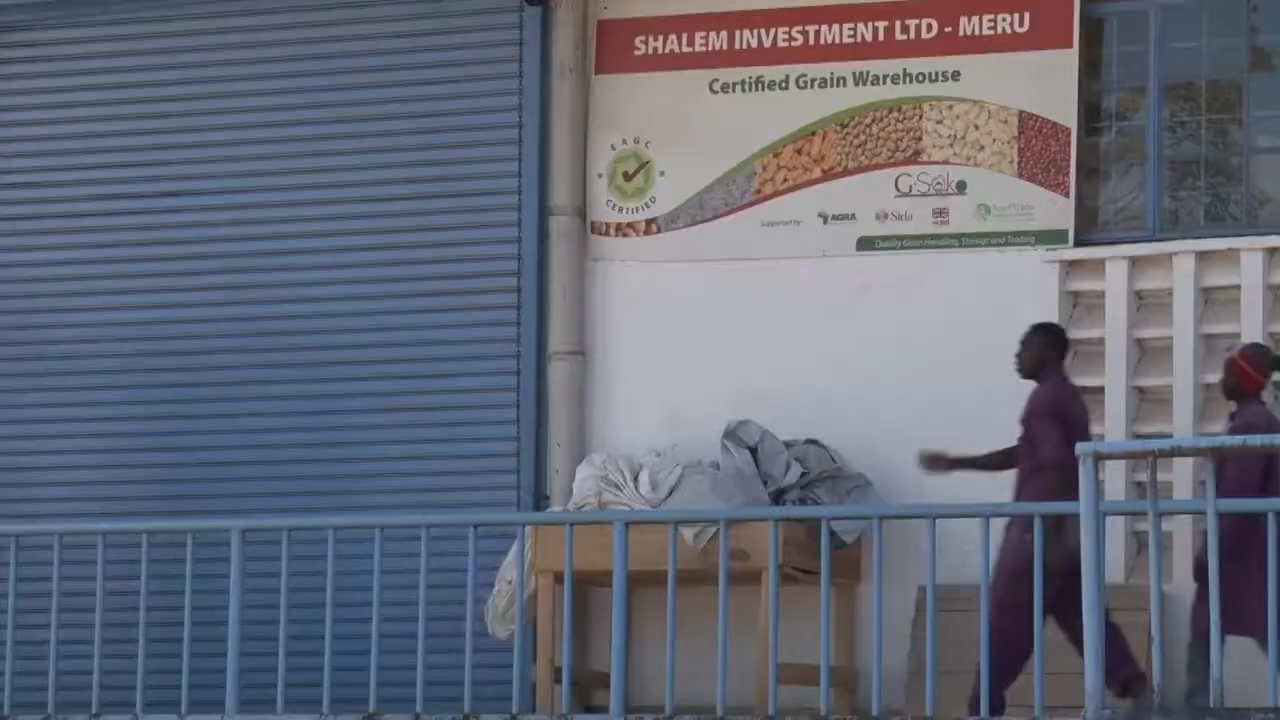 SHALEM INVESTMENT LTD - MERU
Certified Grain Warehouse
EAGC
CERTIFIED
G-Soko
Supported by:
AGRA
Sida
Quality Grain Handling, Storage and Trading